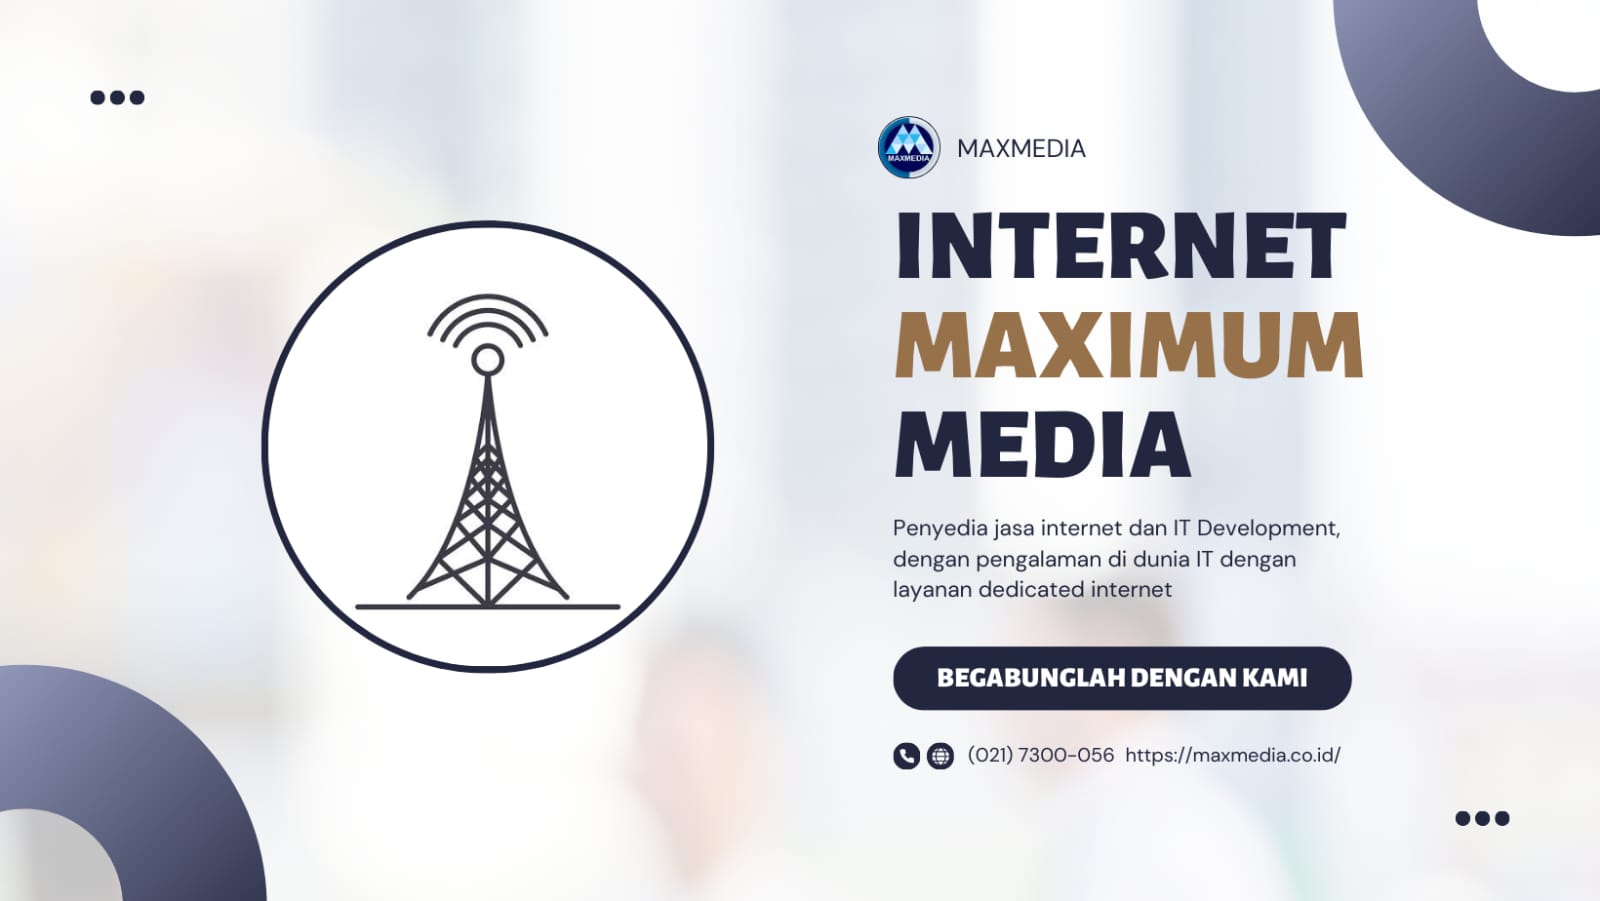 MAXMEDIA
MAXMEDIA
INTERNET
MAXIMUM
MEDIA
Penyedia jasa internet dan IT Development,
dengan pengalaman di dunia IT dengan
layanan dedicated internet
BEGABUNGLAH DENGAN KAMI
(021) 7300-056 https://maxmedia.co.id/